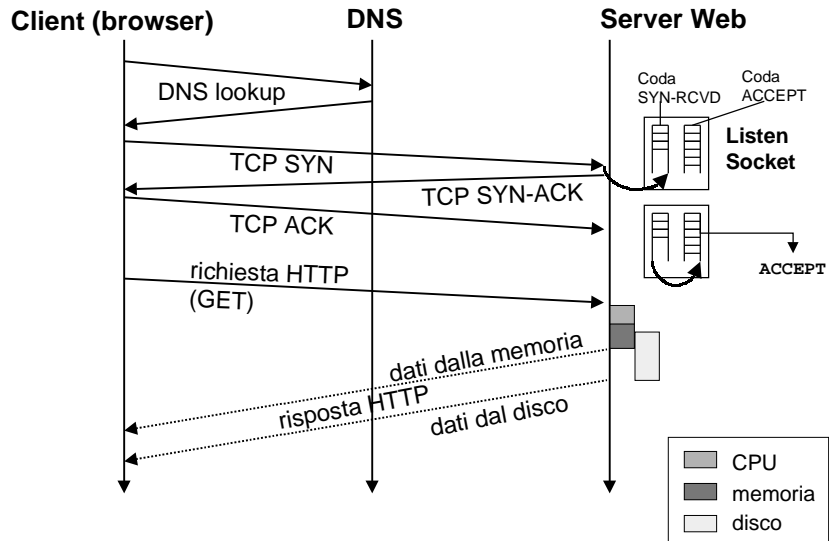 Client (browser)
DNS
Server Web
DNS lookup
Coda
SYN-RCVD
Coda
ACCEPT
Listen
Socket
TCP SYN
TCP SYN-ACK
TCP ACK
ACCEPT
richiesta HTTP
(GET)
dati dalla memoria
risposta HTTP
dati dal disco
CPU
memoria
disco